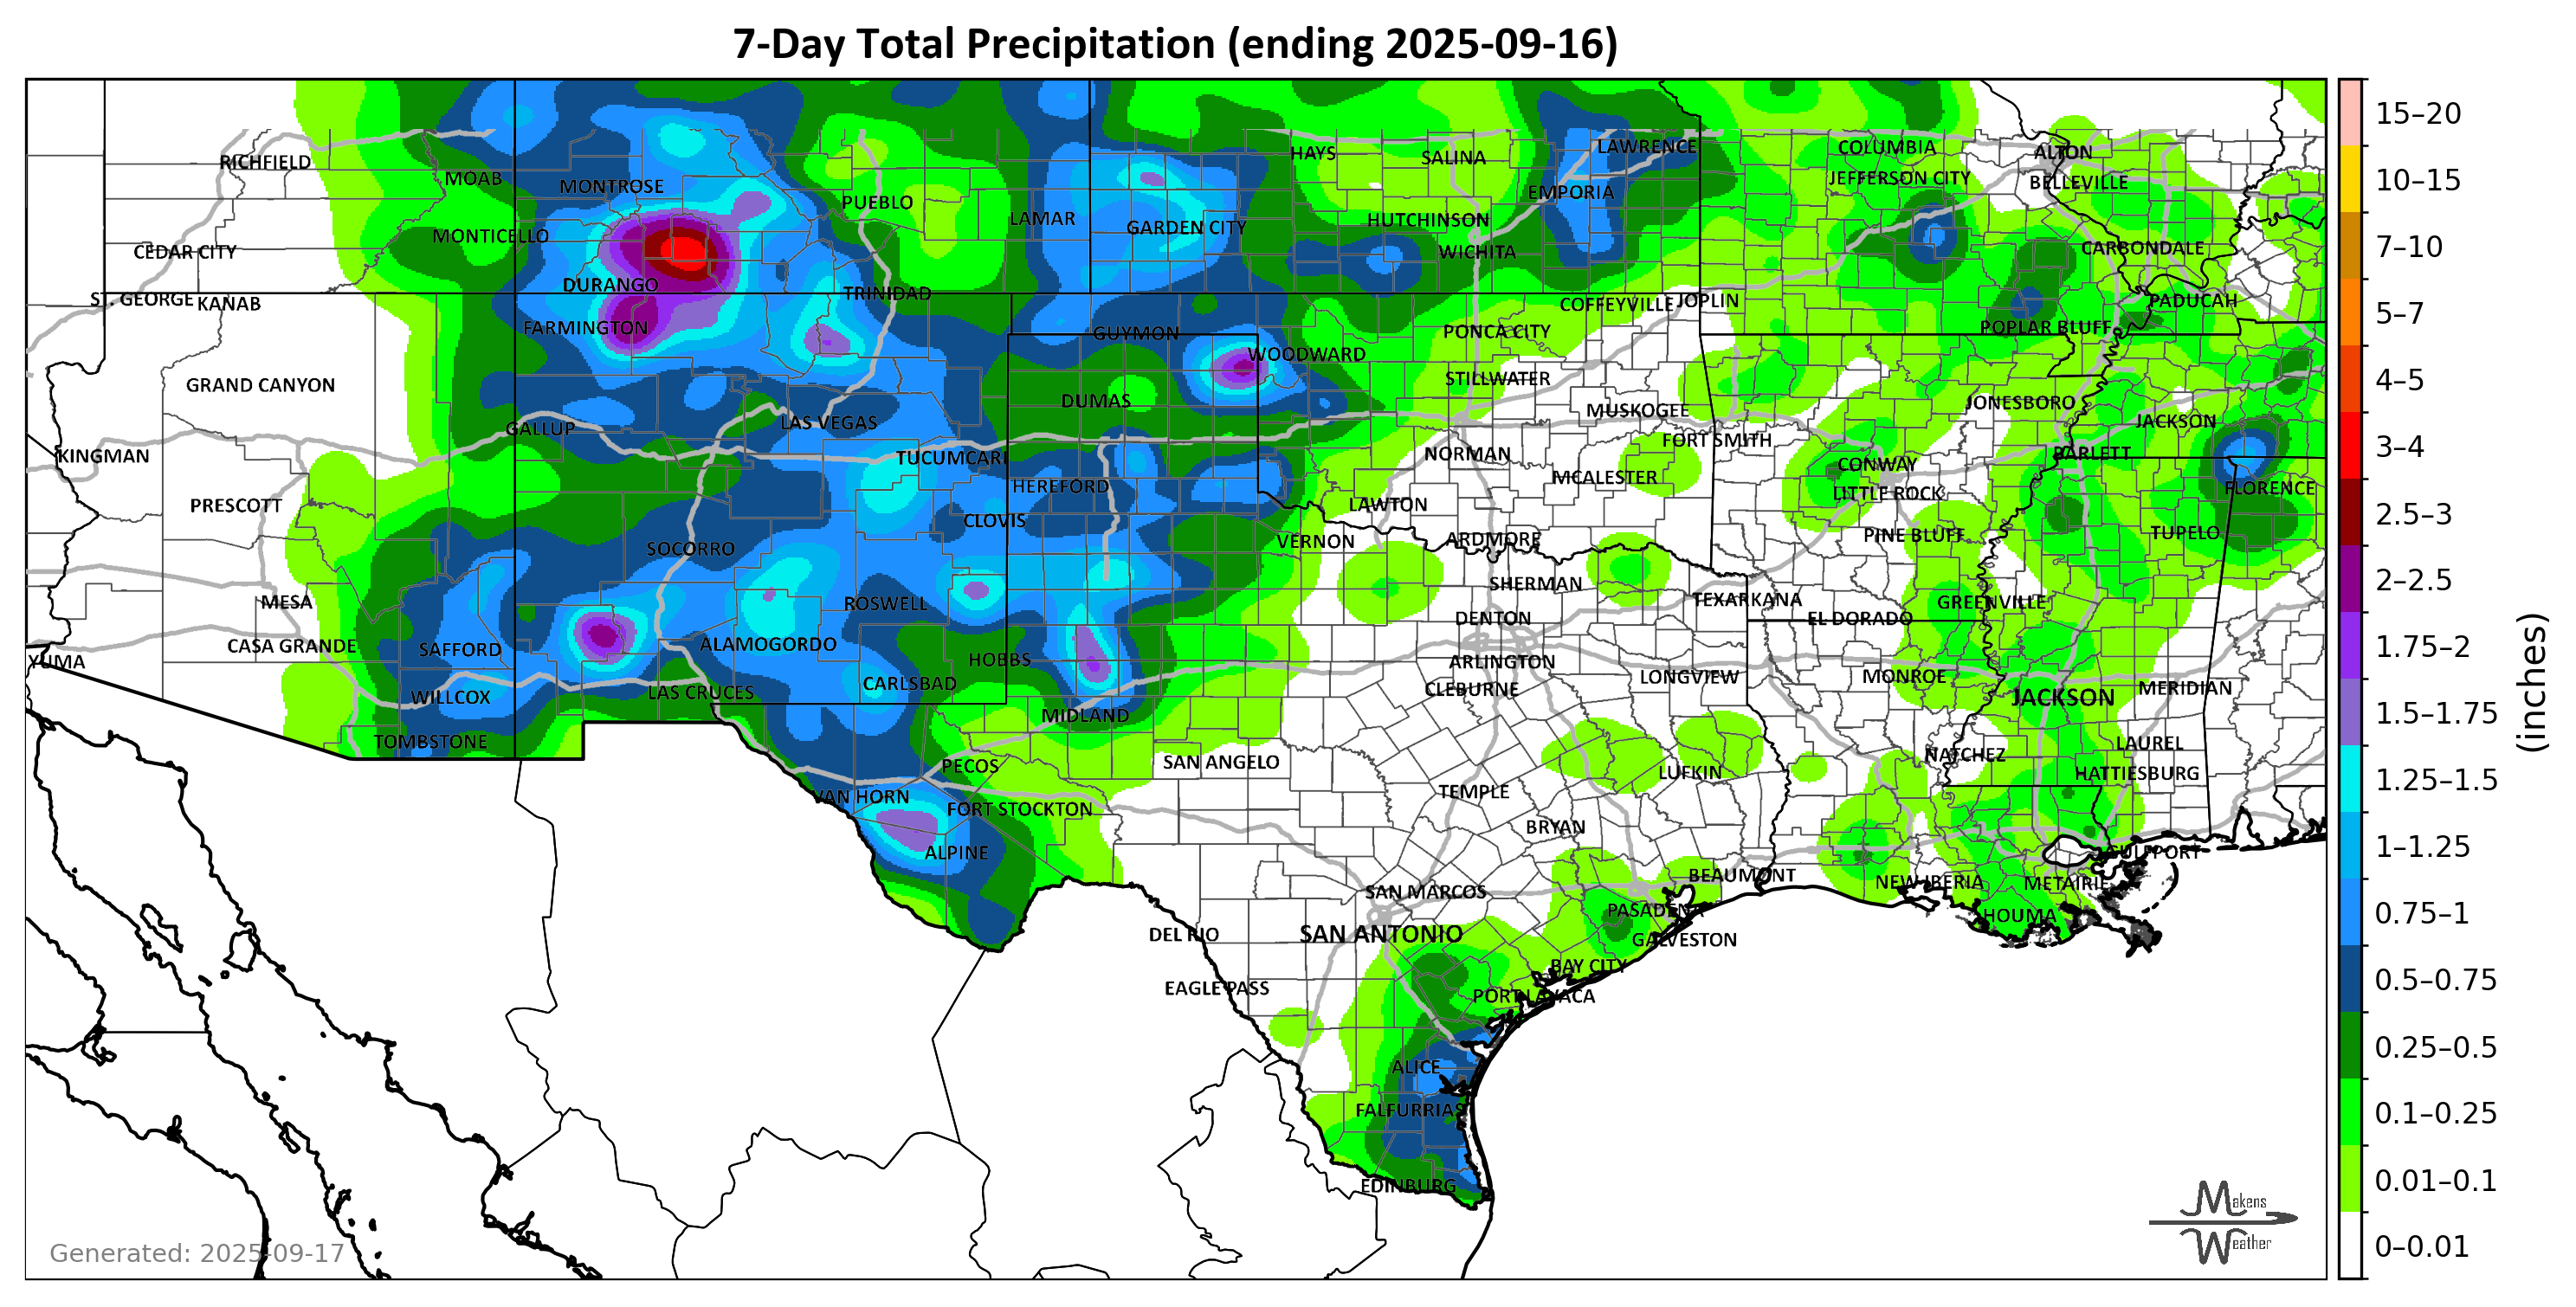 7-Day Total Precipitation (ending 2025-09-16)
RICHFIELD
MOAB
MONTROSE
PUEBLO
LAMAR
GARDEN CITY
HAYS
SALINA
LAWRENCE
EMPORIA
COLUMBIA
JEFFERSON CITY
ALTON
BELLEVILLE
CEDAR CITY
MONTICELLO
HUTCHINSON
WICHITA
CARBONDALE
ST. GEORGE
KANAB
DURANGO
TRINIDAD
COFFEYVILLE
JOPLIN
PADUCAH
FARMINGTON
GUYMON
WOODWARD
PONCA CITY
POPLAR BLUFF
GRAND CANYON
DUMAS
STILLWATER
MUSKOGEE
JONESBORO
JACKSON
GALLUP
LAS VEGAS
FORT SMITH
KINGMAN
TUCUMCARI
NORMAN
BARLETT
CONWAY
PRESCOTT
HEREFORD
MCALESTER
LITTLE ROCK
FLORENCE
CLOVIS
LAWTON
SOCORRO
VERNON
ARDMORE
PINE BLUFF
TUPELO
MESA
ROSWELL
SHERMAN
TEXARKANA
GREENVILLE
CASA GRANDE
SAFFORD
ALAMOGORDO
DENTON
EL DORADO
YUMA
HOBBS
ARLINGTON
WILLCOX
LAS CRUCES
CARLSBAD
CLEBURNE
LONGVIEW
MONROE
JACKSON
MERIDIAN
TOMBSTONE
MIDLAND
PECOS
SAN ANGELO
LUFKIN
NATCHEZ
LAUREL
HATTIESBURG
VAN HORN
FORT STOCKTON
TEMPLE
ALPINE
BRYAN
GULFPORT
SAN MARCOS
BEAUMONT
NEW IBERIA
METAIRIE
DEL RIO
SAN ANTONIO
PASADENA
GALVESTON
HOUMA
EAGLE PASS
BAY CITY
PORT LAVACA
ALICE
FALFURRIAS
EDINBURG
Generated: 2025-09-17
Makens
Weather
15–20
10–15
7–10
5–7
4–5
3–4
2.5–3
2–2.5
1.75–2
1.5–1.75
1.25–1.5
1–1.25
0.75–1
0.5–0.75
0.25–0.5
0.1–0.25
0.01–0.1
0–0.01
(inches)